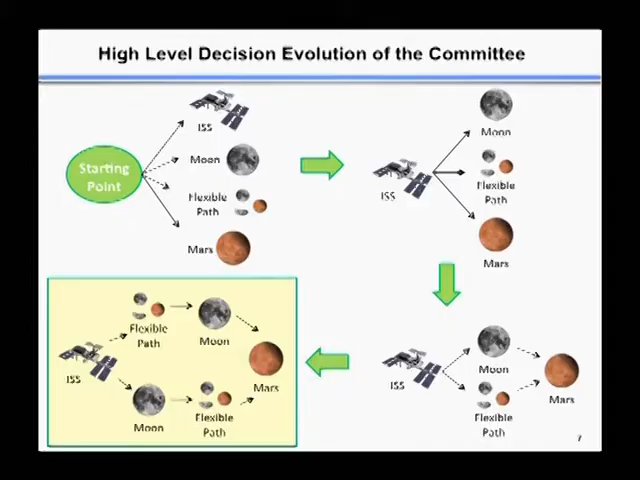 High Level Decision Evolution of the Committee
ISS
Starting
Point
Moon
Flexible
Path
Mars
Moon
ISS
Flexible
Path
Mars
Flexible
Path
Moon
ISS
Mars
Moon
Flexible
Path
Moon
ISS
Mars
Flexible
Path
7